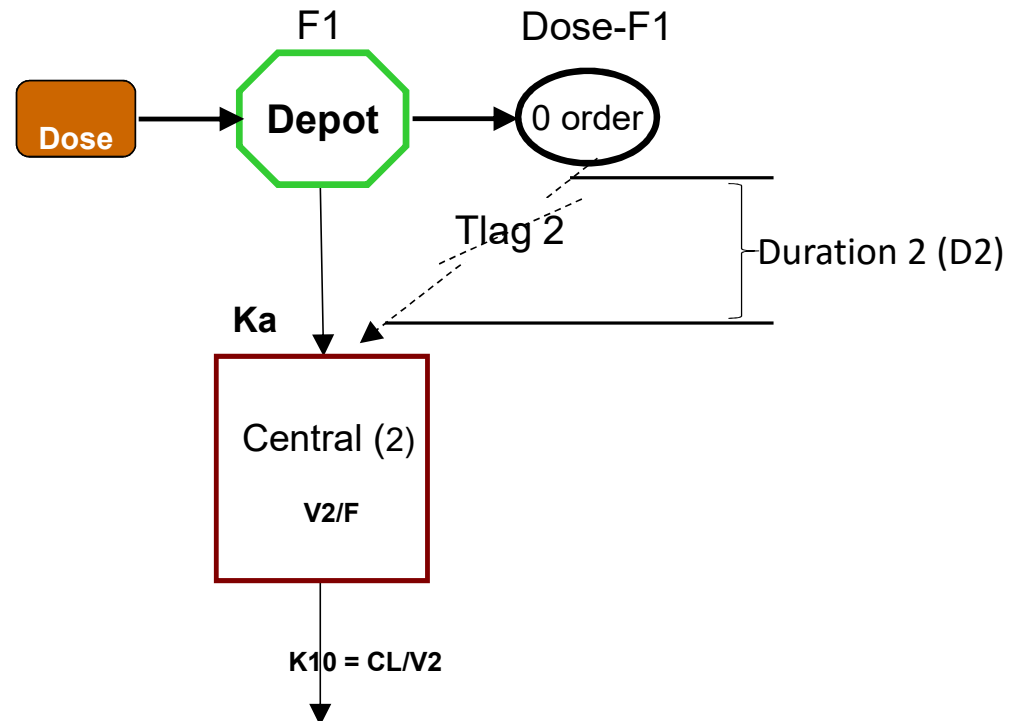 F1
Dose-F1
Dose
Depot
0 order
Tlag 2
Duration 2 (D2)
Ka
Central (2)
V2/F
K10 = CL/V2